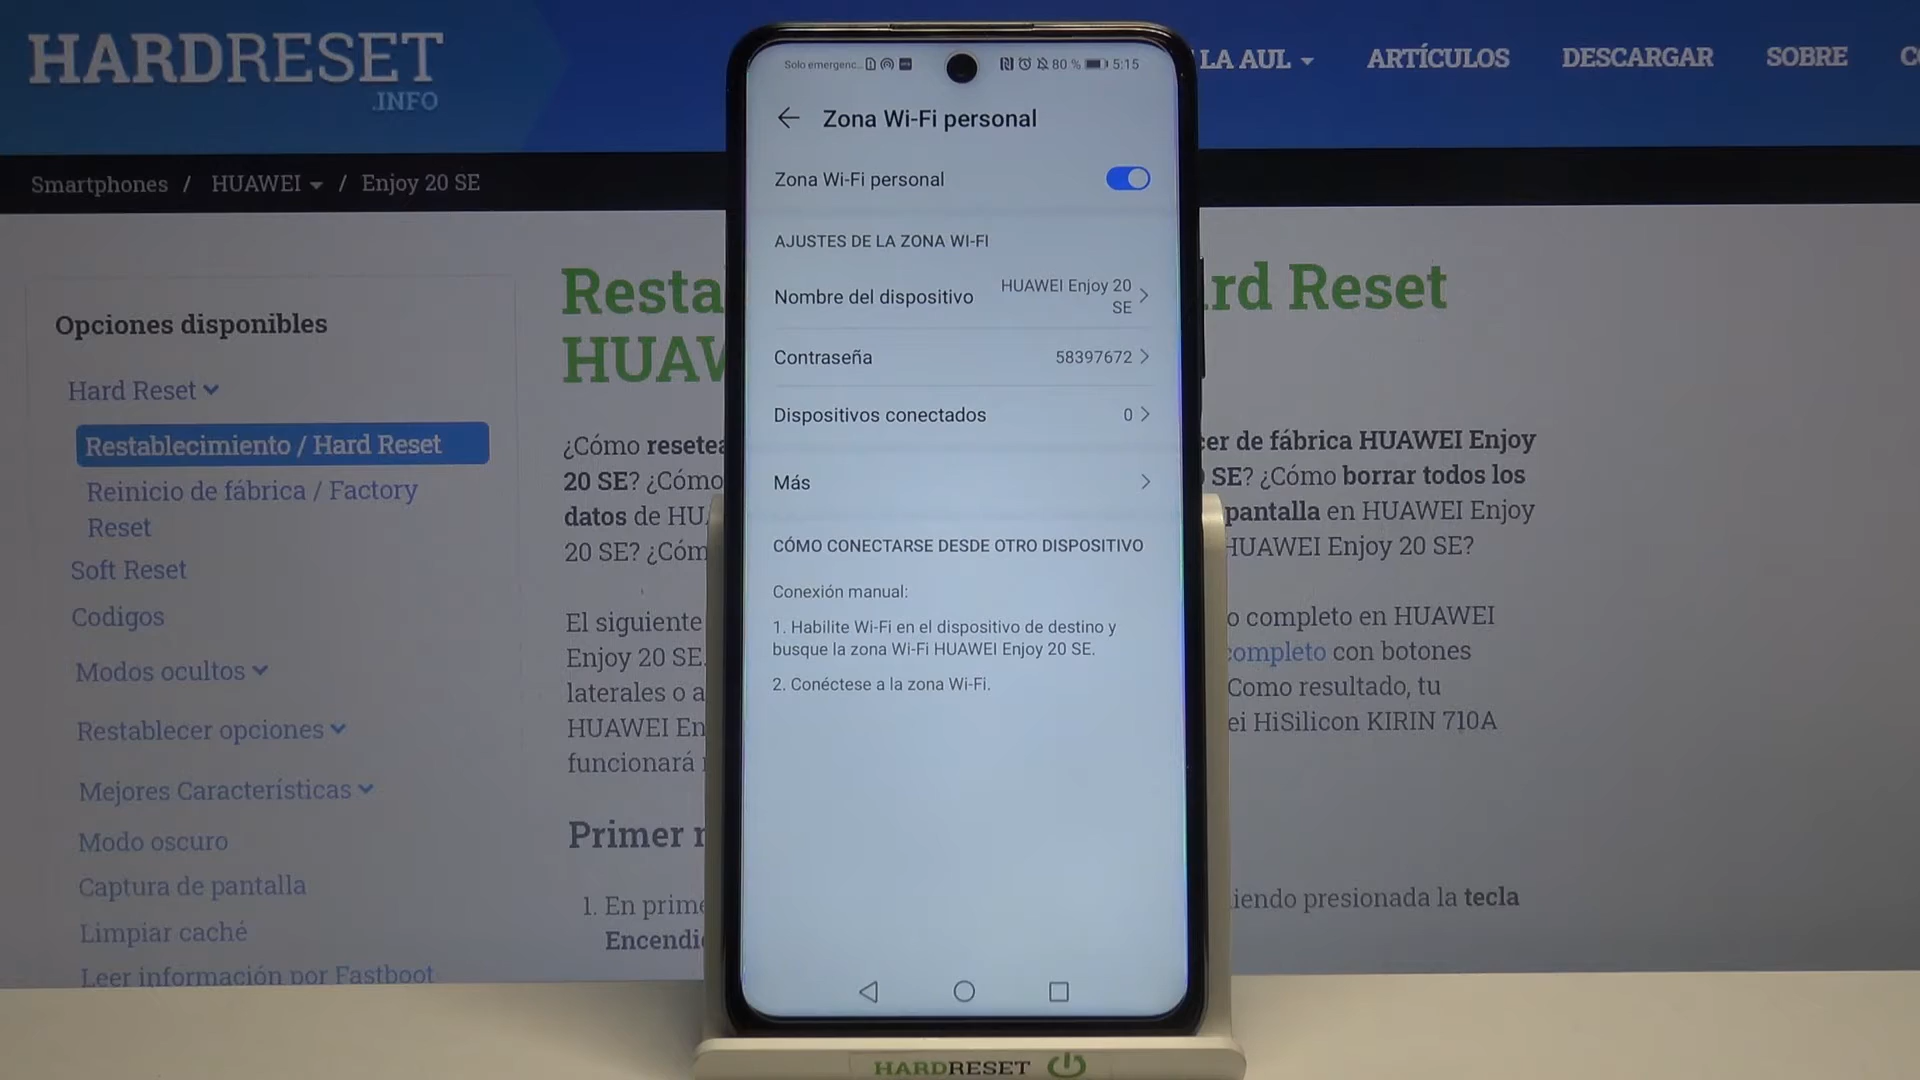 HARDRESET
.INFO
LA AUL
ARTÍCULOS
DESCARGAR
SOBRE
Smartphones / HUAWEI / Enjoy 20 SE
Opciones disponibles
Hard Reset
Restablecimiento / Hard Reset
Reinicio de fábrica / Factory
Reset
Soft Reset
Codigos
Modos ocultos
Restablecer opciones
Mejores Características
Modo oscuro
Captura de pantalla
Limpiar caché
Leer información por Fastboot
rd Reset
HUAW
¿Cómo
20 SE? ¿Cómo
datos de HU
20 SE?
de fábrica HUAWEI Enjoy
SE? ¿Cómo borrar todos los
pantalla en HUAWEI Enjoy
HUAWEI Enjoy 20 SE?
El siguiente
Enjoy 20 SE.
laterales o a
HUAWEI En
funcionará
completo en HUAWEI
completo con botones
Como resultado, tu
HiSilicon KIRIN 710A
Primer
1. En
presionada la tecla
Solo emergenc...
80 %
5:15
Zona Wi-Fi personal
Zona Wi-Fi personal
AJUSTES DE LA ZONA WI-FI
Nombre del dispositivo
HUAWEI Enjoy 20
SE
Contraseña
58397672
Dispositivos conectados
0
Más
CÓMO CONECTARSE DESDE OTRO DISPOSITIVO
Conexión manual:
1. Habilite Wi-Fi en el dispositivo de destino y
busque la zona Wi-Fi HUAWEI Enjoy 20 SE.
2. Conéctese a la zona Wi-Fi.
HARDRESET